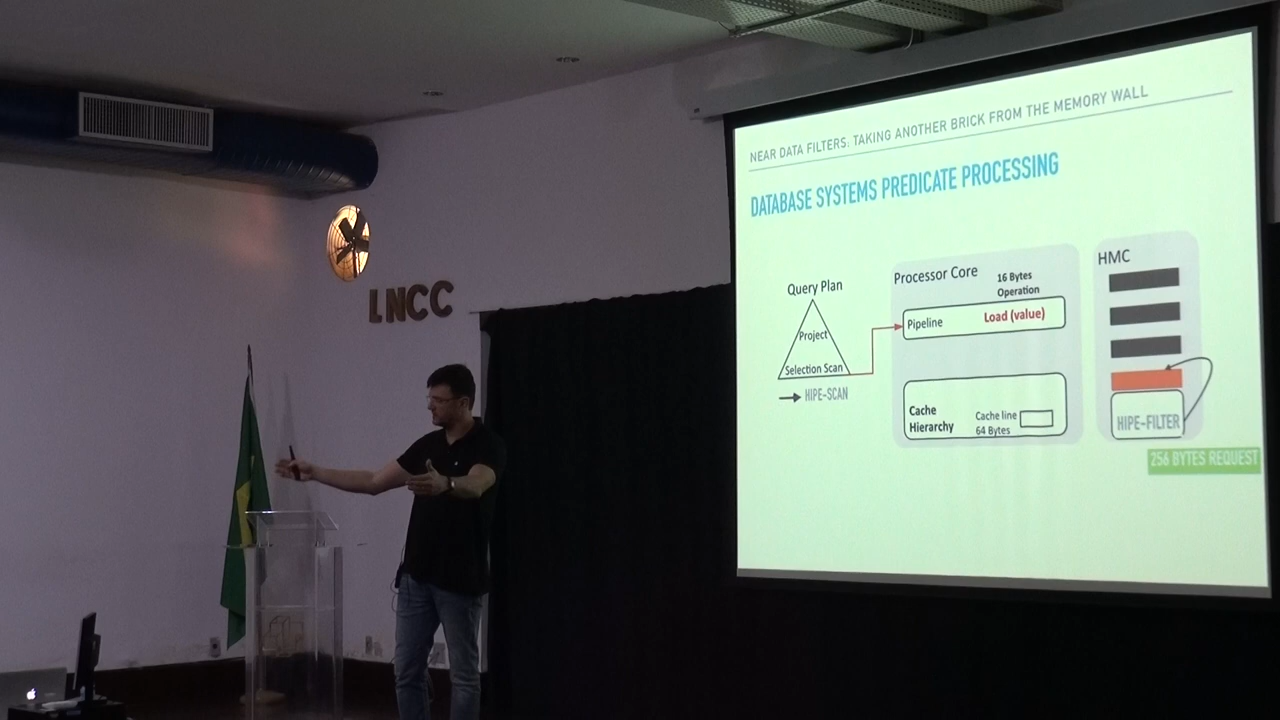 LNCC
NEAR DATA FILTERS: TAKING ANOTHER BRICK FROM THE MEMORY WALL
DATABASE SYSTEMS PREDICATE PROCESSING
Query Plan
Project
Selection Scan
HIPE-SCAN
Processor Core
16 Bytes
Operation
Pipeline
Load (value)
Cache
Hierarchy
Cache line
64 Bytes
HMC
HIPE-FILTER
256 BYTES REQUEST